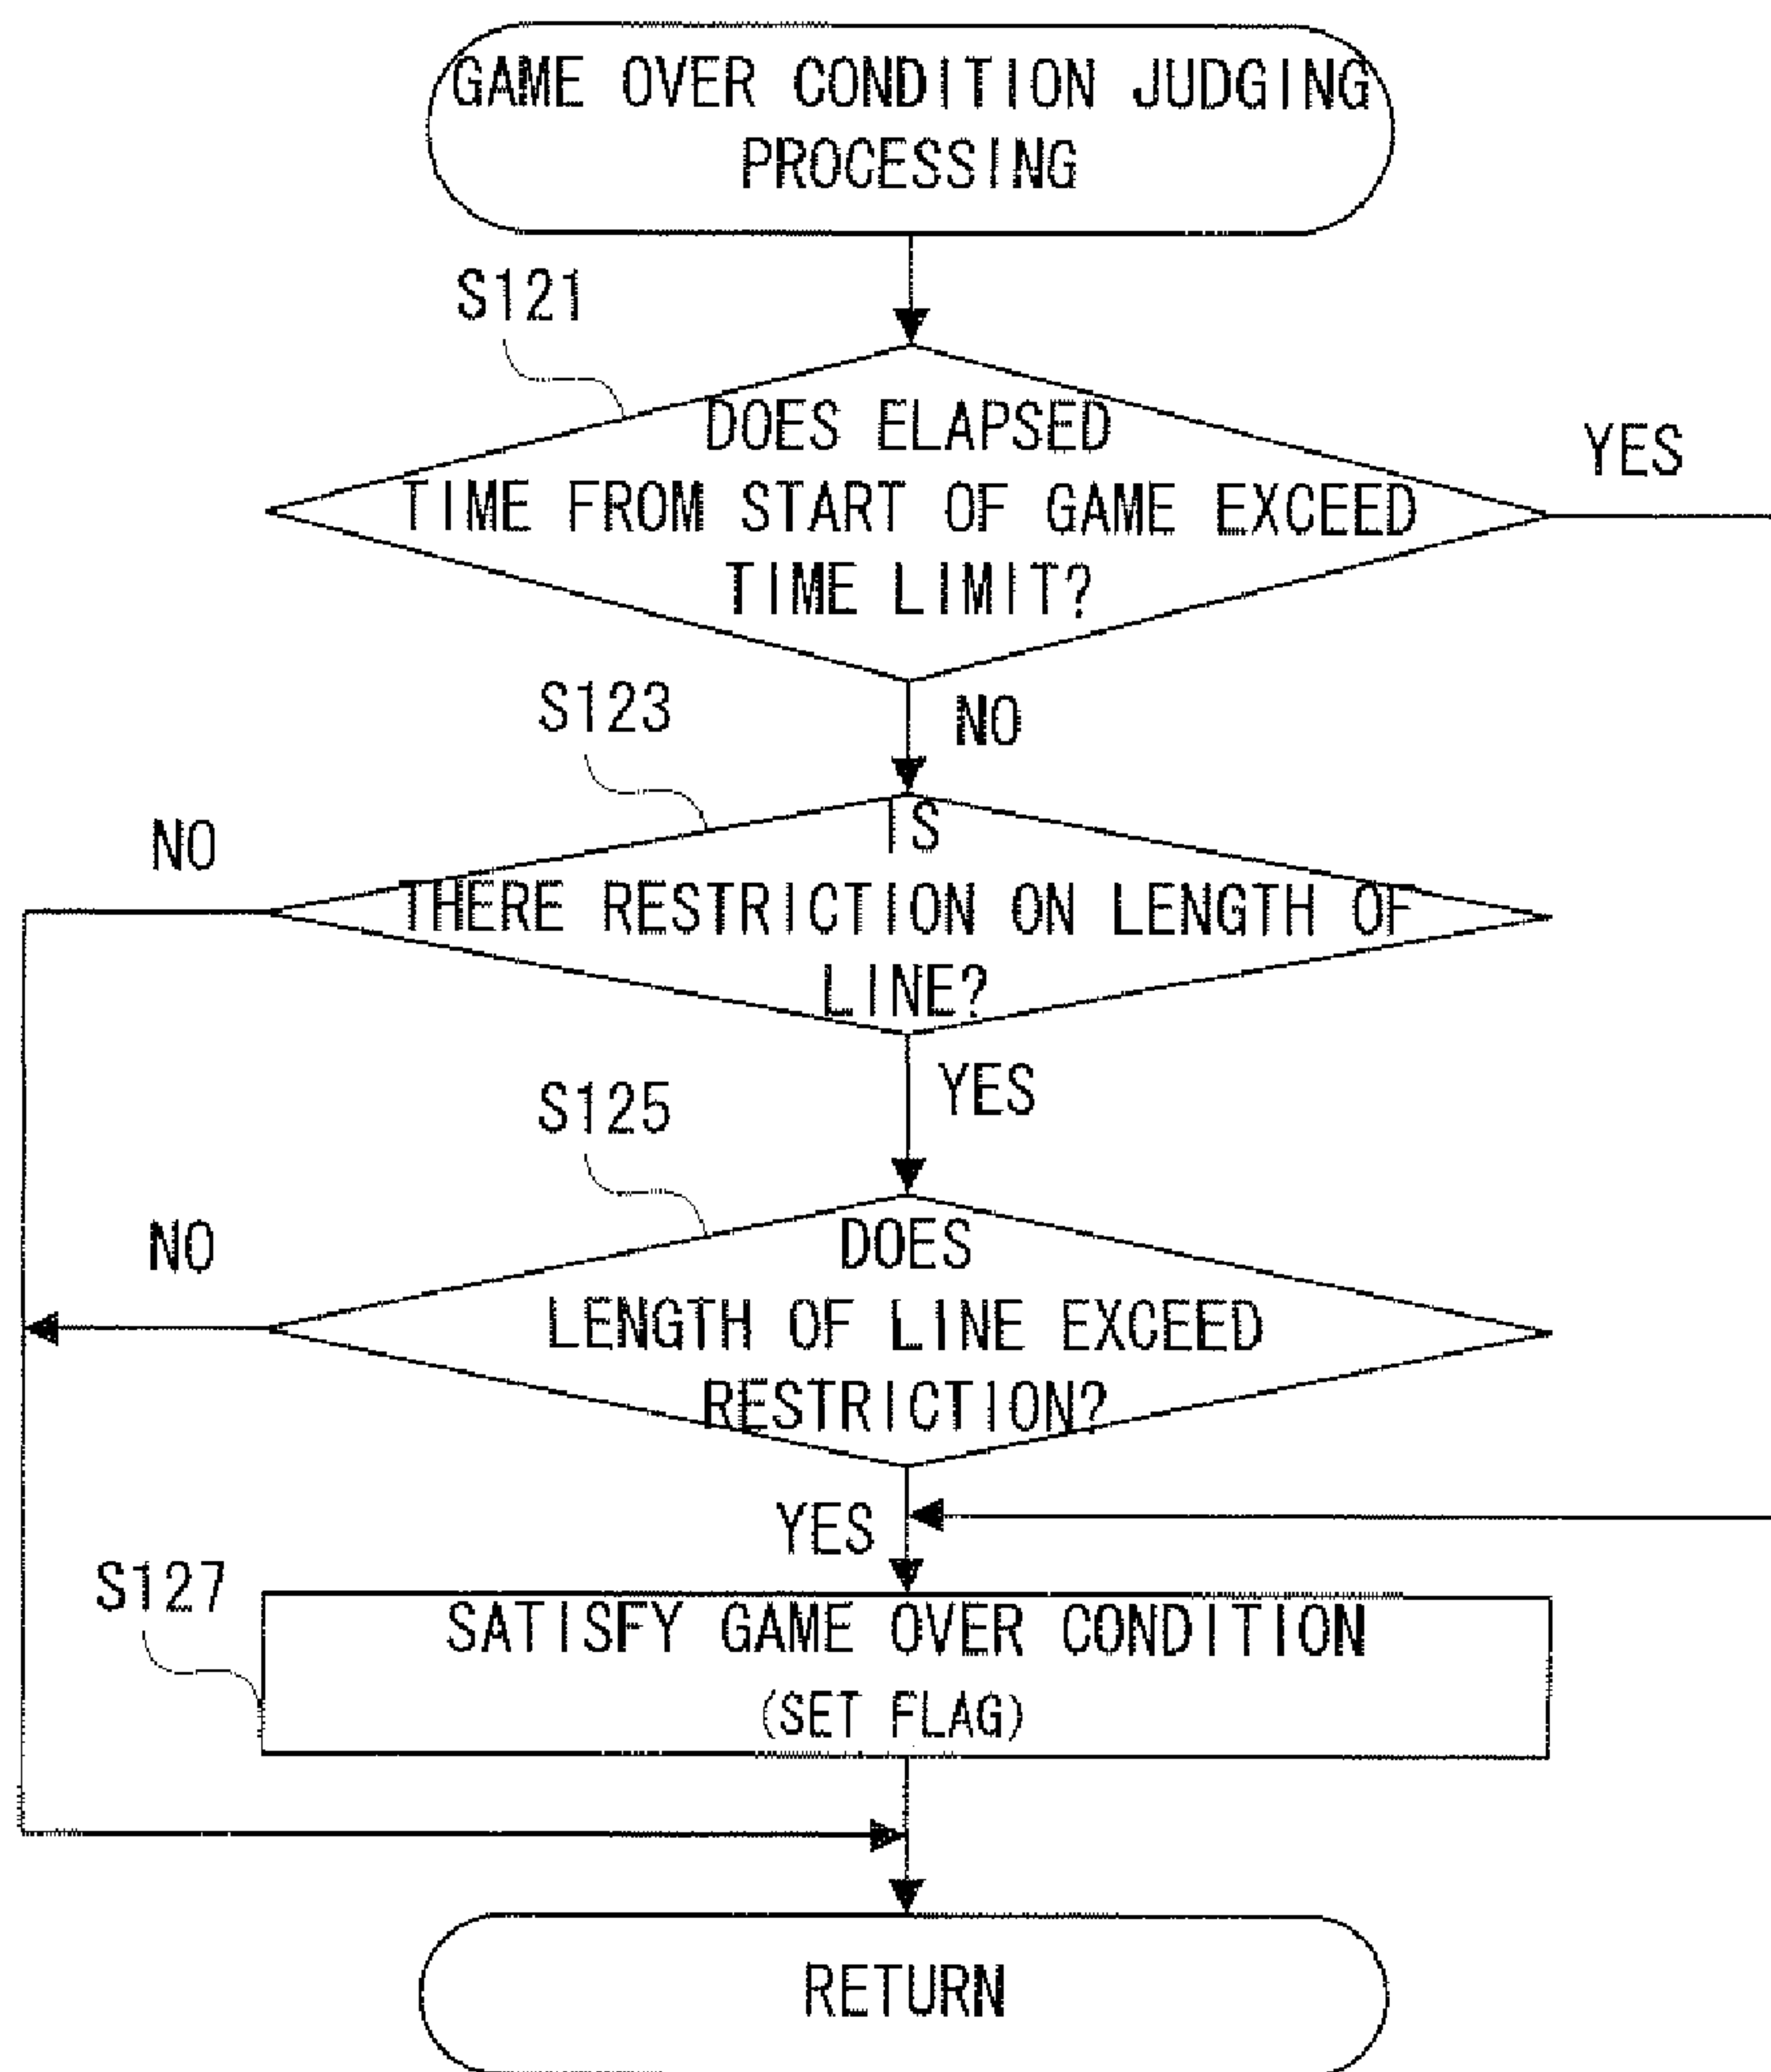 GAME OVER CONDITION JUDGING
PROCESSING
S121
DOES ELAPSED
TIME FROM START OF GAME EXCEED
TIME LIMIT?
YES
NO
S123
IS
THERE RESTRICTION ON LENGTH OF
LINE?
NO
YES
S125
DOES
LENGTH OF LINE EXCEED
RESTRICTION?
NO
YES
S127
SATISFY GAME OVER CONDITION
(SET FLAG)
RETURN